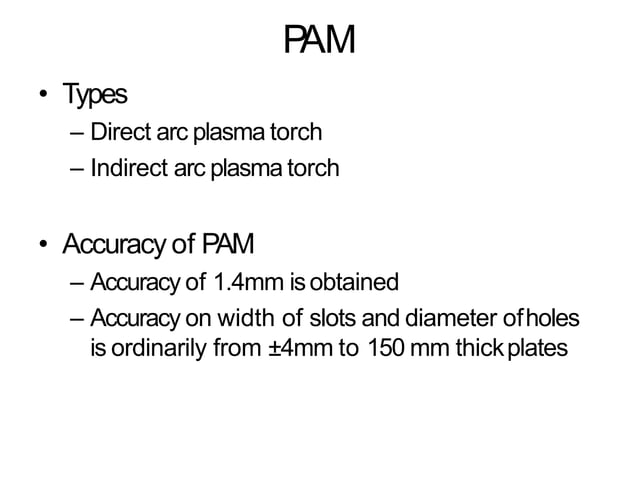 PAM
• Types
– Direct arc plasma torch
– Indirect arc plasma torch
• Accuracy of PAM
– Accuracy of 1.4mm is obtained
– Accuracy on width of slots and diameter of holes
is ordinarily from ±4mm to 150 mm thick plates